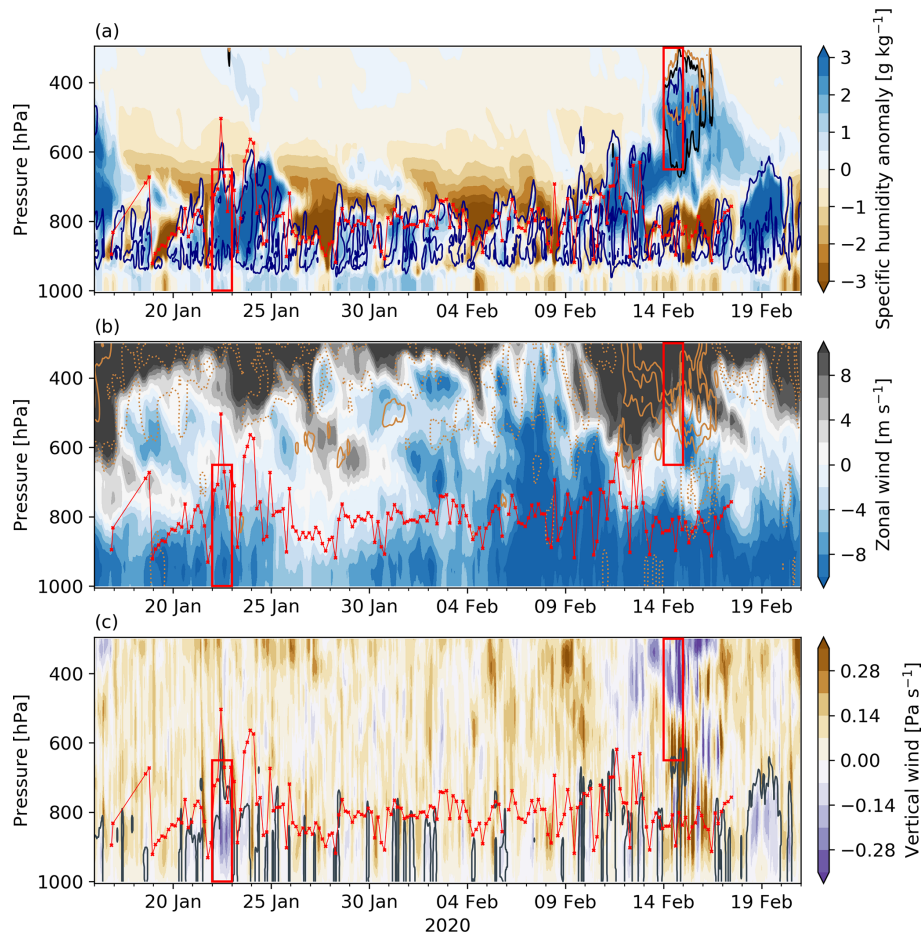 (a)
400
600
800
1000
Pressure [hPa]
20 Jan 25 Jan 30 Jan 04 Feb 09 Feb 14 Feb 19 Feb
3
2
1
0
−1
−2
−3
Specific humidity anomaly [g kg⁻¹]
(b)
400
600
800
1000
Pressure [hPa]
20 Jan 25 Jan 30 Jan 04 Feb 09 Feb 14 Feb 19 Feb
8
4
0
−4
−8
Zonal wind [m s⁻¹]
(c)
400
600
800
1000
Pressure [hPa]
20 Jan 25 Jan 30 Jan 04 Feb 09 Feb 14 Feb 19 Feb
2020
0.28
0.14
0.00
−0.14
−0.28
Vertical wind [Pa s⁻¹]